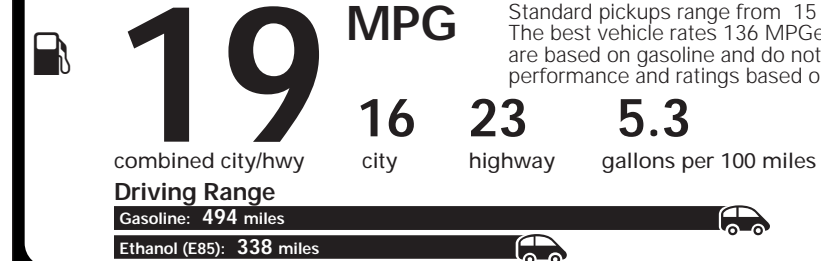 19
MPG
Standard pickups range from 15
The best vehicle rates 136 MPGe
are based on gasoline and do not
performance and ratings based o
16 23 5.3
combined city/hwy city highway gallons per 100 miles
Driving Range
Gasoline: 494 miles
Ethanol (E85): 338 miles